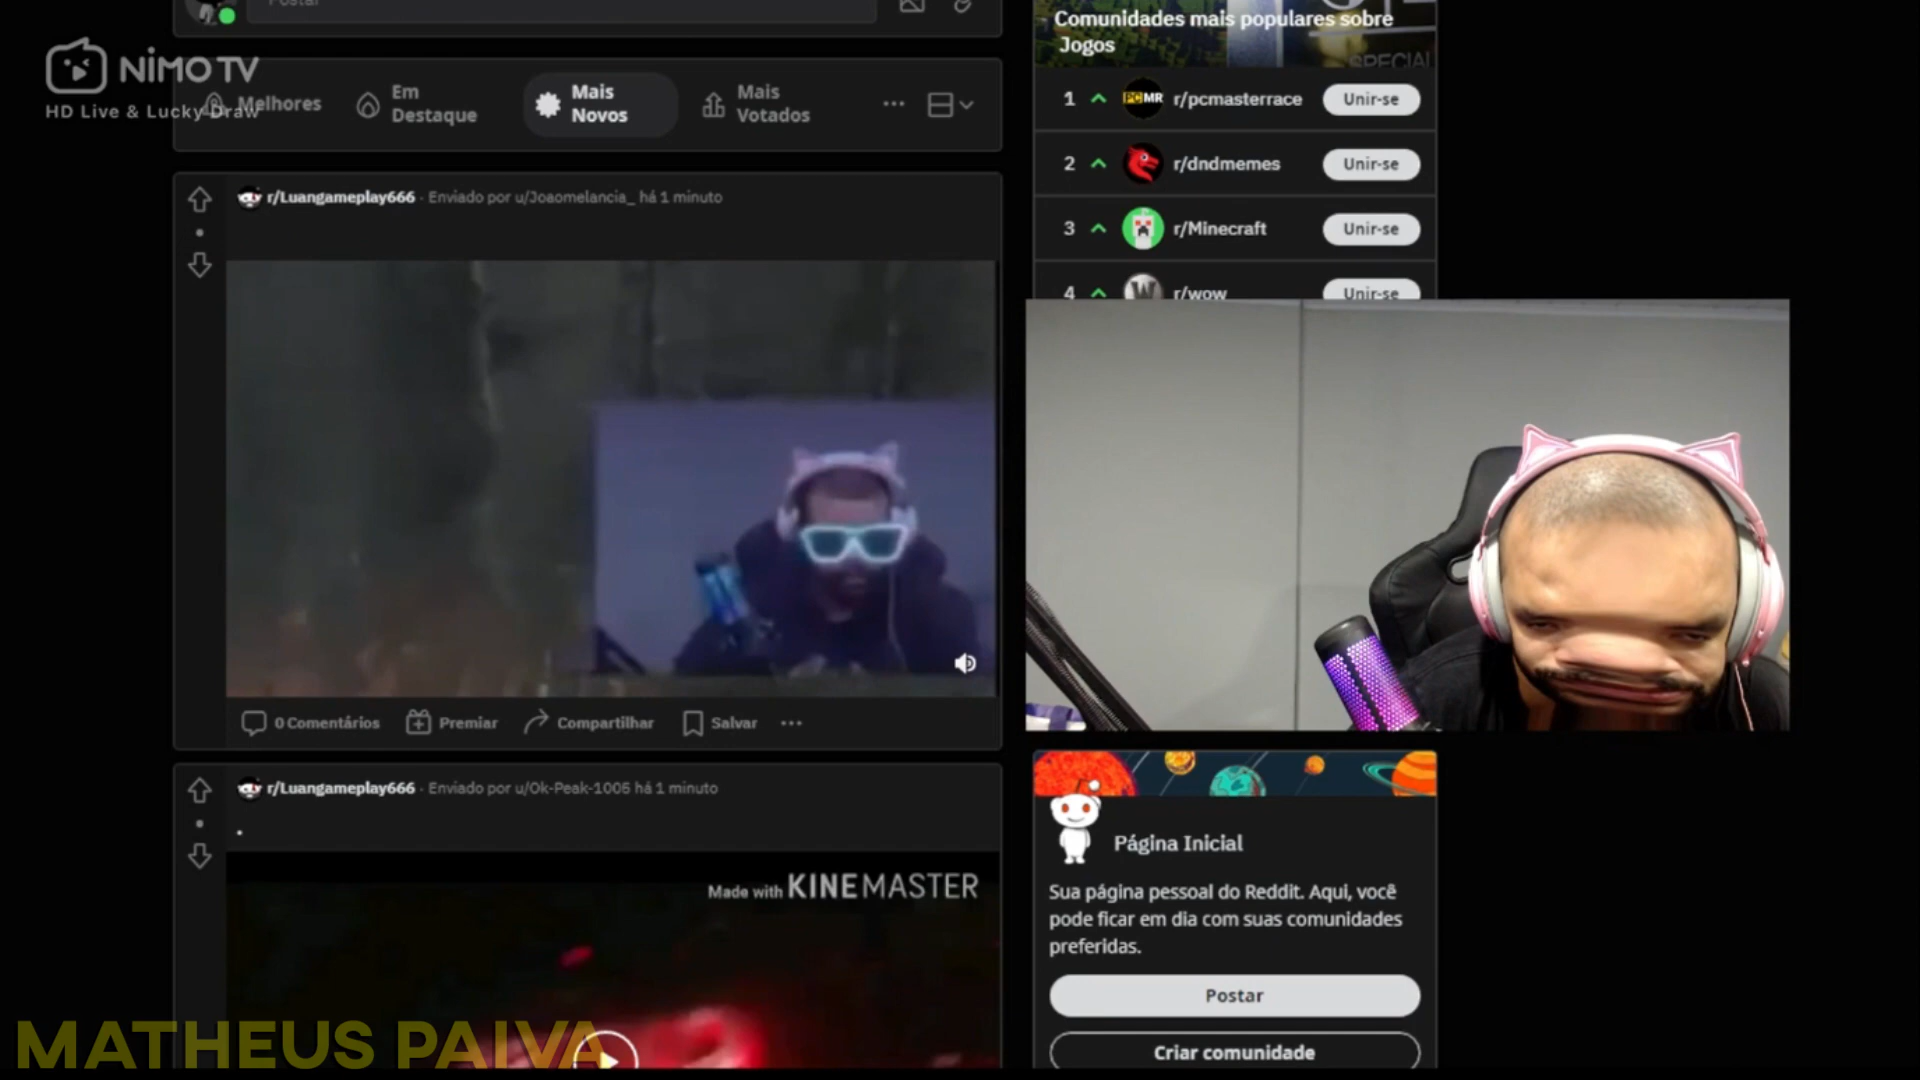 Postar
NIMO TV
HD Live & Lucky Draw
Melhores
Em
Destaque
Mais
Novos
Mais
Votados
r/Luangameplay666 · Enviado por u/Joaomelancia_ há 1 minuto
0 Comentários
Premiar
Compartilhar
Salvar
r/Luangameplay666 · Enviado por u/Ok-Peak-1005 há 1 minuto
.
Made with KINEMASTER
MATHEUS PAIVA
Comunidades mais populares sobre
Jogos
SPECIAL
1 PCMR r/pcmasterrace Unir-se
2 r/dndmemes Unir-se
3 r/Minecraft Unir-se
4 W r/wow Unir-se
Página Inicial
Sua página pessoal do Reddit. Aqui, você
pode ficar em dia com suas comunidades
preferidas.
Postar
Criar comunidade